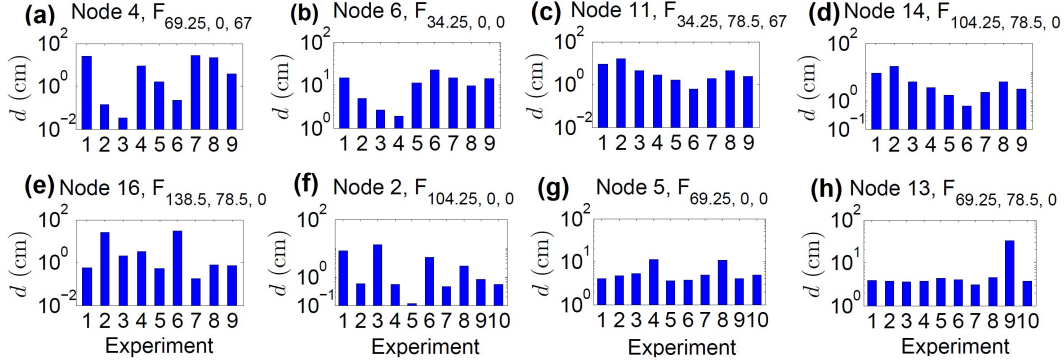 (a) Node 4, F69.25, 0, 67
d (cm)
10^2
10^0
10^-2
1 2 3 4 5 6 7 8 9
(b) Node 6, F34.25, 0, 0
d (cm)
10^2
10^1
10^0
1 2 3 4 5 6 7 8 9
(c) Node 11, F34.25, 78.5, 67
d (cm)
10^2
10^0
10^-2
1 2 3 4 5 6 7 8 9
(d) Node 14, F104.25, 78.5, 0
d (cm)
10^2
10^0
10^-1
1 2 3 4 5 6 7 8 9
(e) Node 16, F138.5, 78.5, 0
d (cm)
10^2
10^0
10^-2
1 2 3 4 5 6 7 8 9
Experiment
(f) Node 2, F104.25, 0, 0
d (cm)
10^2
10^0
10^-1
1 2 3 4 5 6 7 8 910
Experiment
(g) Node 5, F69.25, 0, 0
d (cm)
10^2
10^1
10^0
1 2 3 4 5 6 7 8 910
Experiment
(h) Node 13, F69.25, 78.5, 0
d (cm)
10^2
10^1
10^0
1 2 3 4 5 6 7 8 910
Experiment